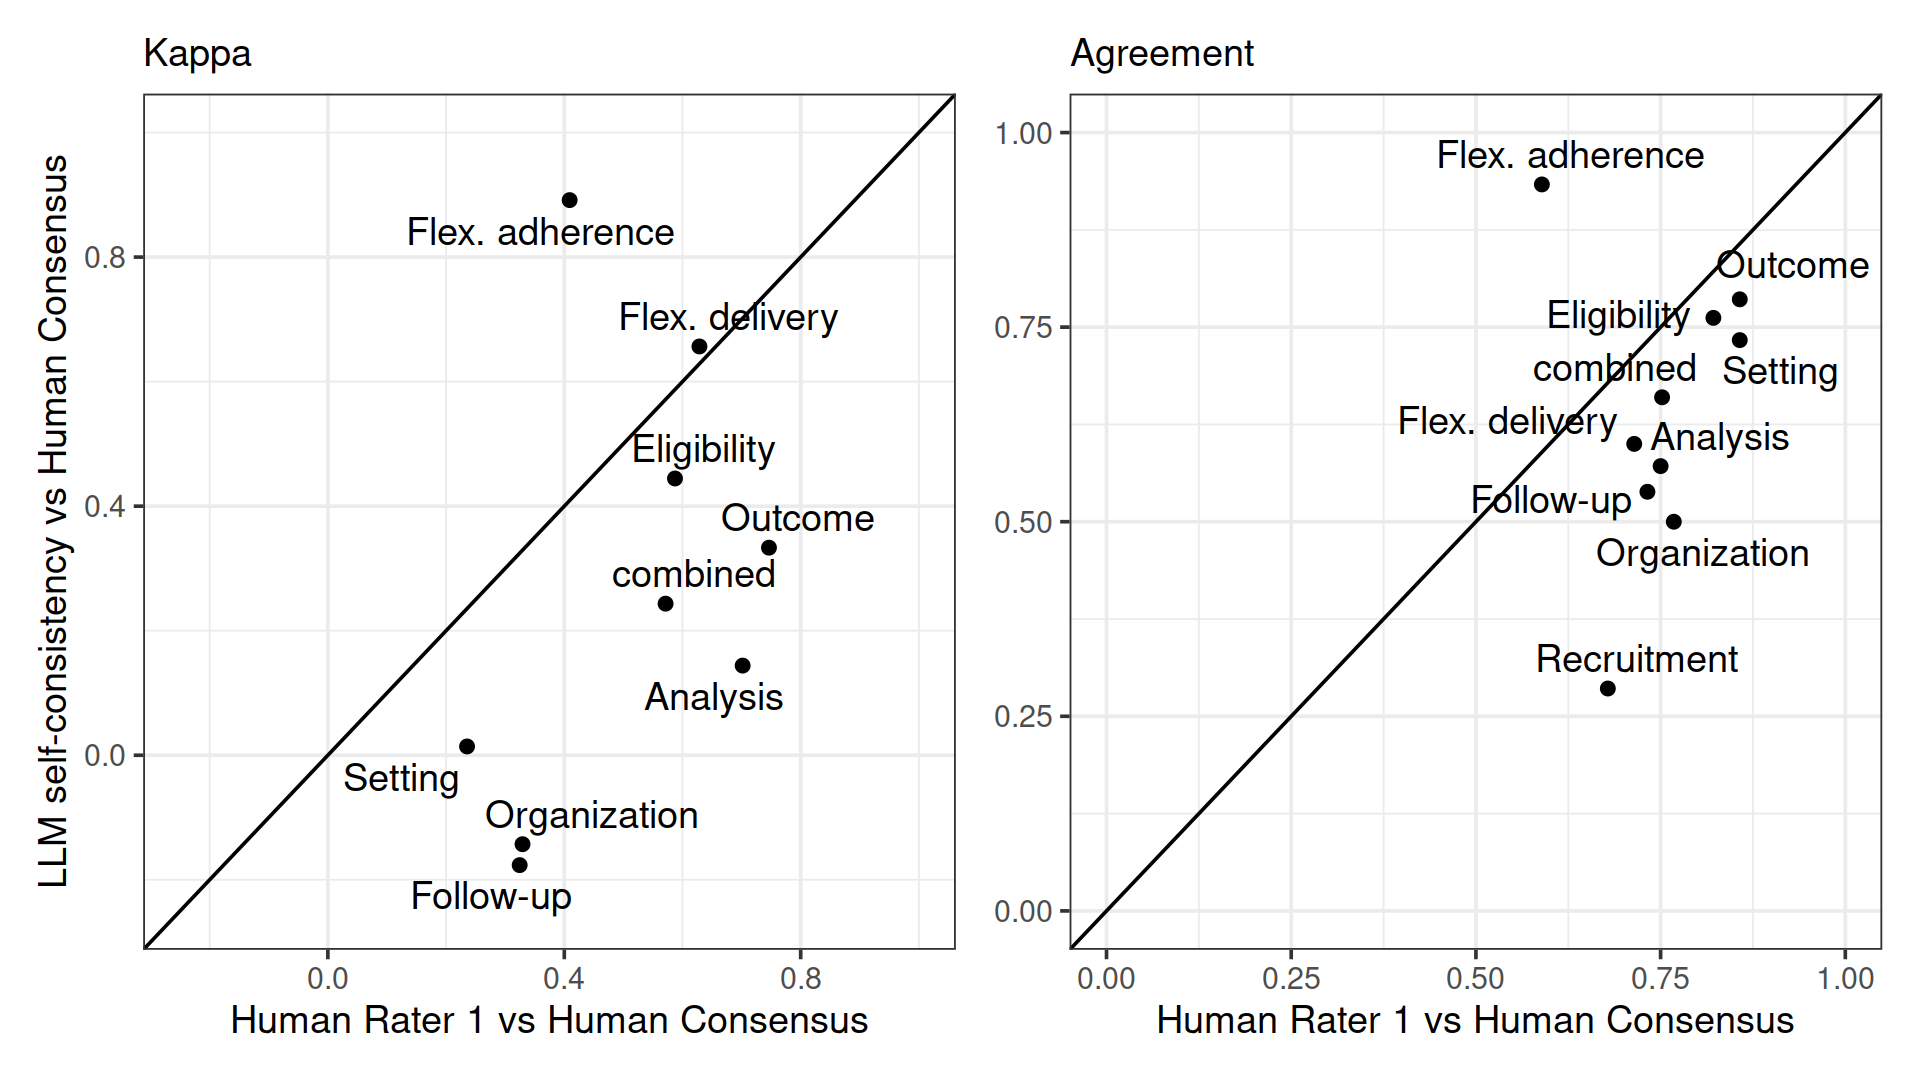 Kappa
LLM self-consistency vs Human Consensus
0.8
0.4
0.0
Flex. adherence
Flex. delivery
Eligibility
Outcome
combined
Analysis
Setting
Organization
Follow-up
0.0 0.4 0.8
Human Rater 1 vs Human Consensus
Agreement
1.00
0.75
0.50
0.25
0.00
Flex. adherence
Outcome
Eligibility
combined
Setting
Flex. delivery
Analysis
Follow-up
Organization
Recruitment
0.00 0.25 0.50 0.75 1.00
Human Rater 1 vs Human Consensus